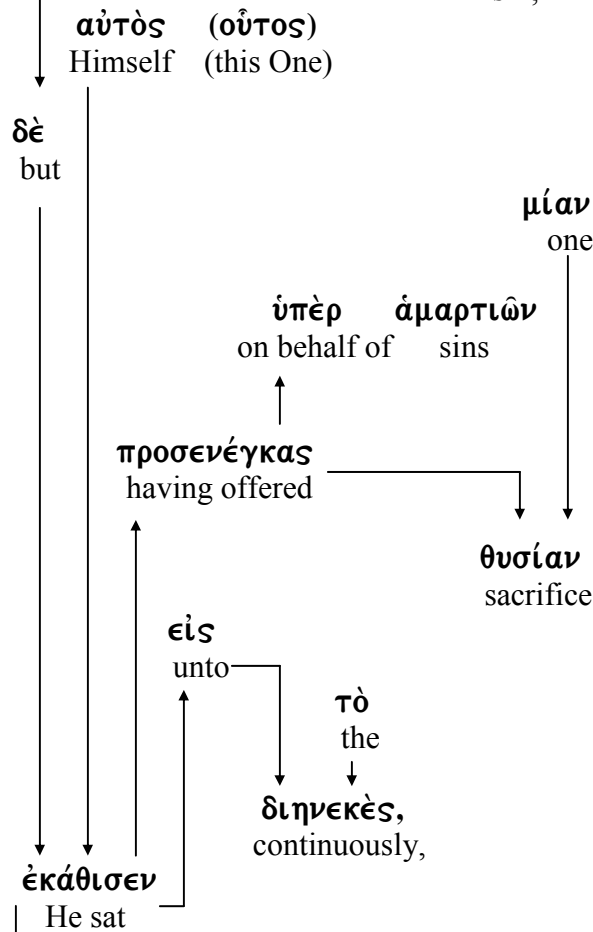 αὐτὸς (οὗτος)
Himself (this One)
δὲ
but
μίαν
one
ὑπὲρ ἁμαρτιῶν
on behalf of sins
προσενέγκας
having offered
θυσίαν
sacrifice
εἰς
unto
τὸ
the
διηνεκὲς,
continuously,
ἐκάθισεν
He sat